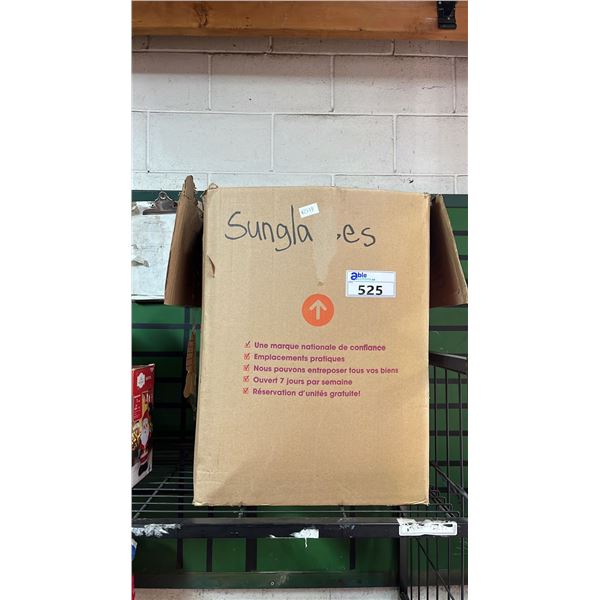 Sungla .es
able
525
Une marque nationale de confiance
Emplacements pratiques
Nous pouvons entreposer tous vos biens
Ouvert 7 jours par semaine
Réservation d'unités gratuite!